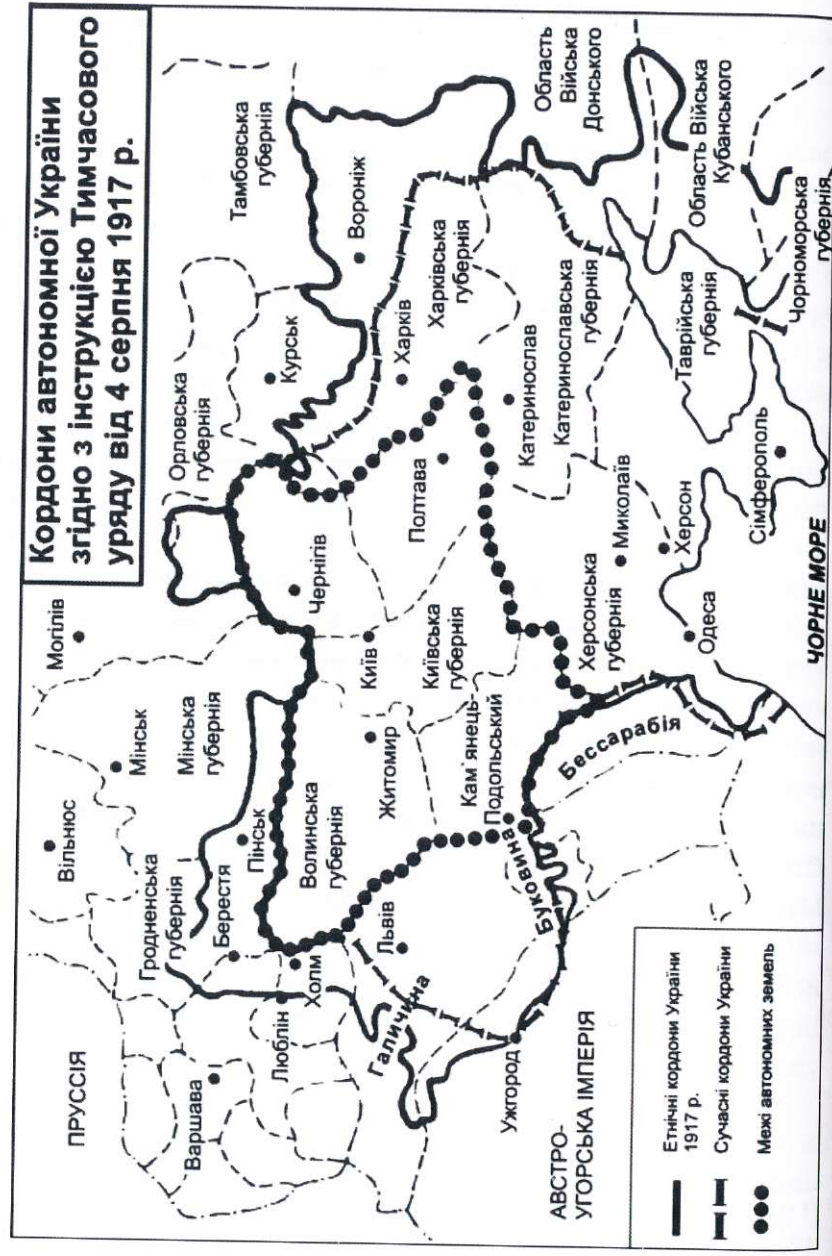 Кордони автономної України
згідно з інструкцією Тимчасового
уряду від 4 серпня 1917 р.
ПРУССІЯ
Вільнюс
Мінськ
Могілів
Мінська
губернія
Гродненська
губернія
Орловська
губернія
Тамбовська
губернія
Варшава
Люблін
Холм
Берестя
Пінськ
Волинська
губернія
Чернігів
Курськ
Вороніж
Галичина
Львів
Житомир
Київ
Київська
губернія
Полтава
Харків
Харківська
губернія
Область
Війська
Донського
Ужгород
Буковина
Кам'янець-
Подольський
Катеринослав
Катеринославська
губернія
АВСТРО-
УГОРСЬКА ІМПЕРІЯ
Бессарабія
Херсонська
губернія
Миколаїв
Херсон
Одеса
Таврійська
губернія
Область Війська
Кубанського
Сімферополь
Чорноморська
губернія
ЧОРНЕ МОРЕ
Етнічні кордони України
1917 р.
Сучасні кордони України
Межі автономних земель